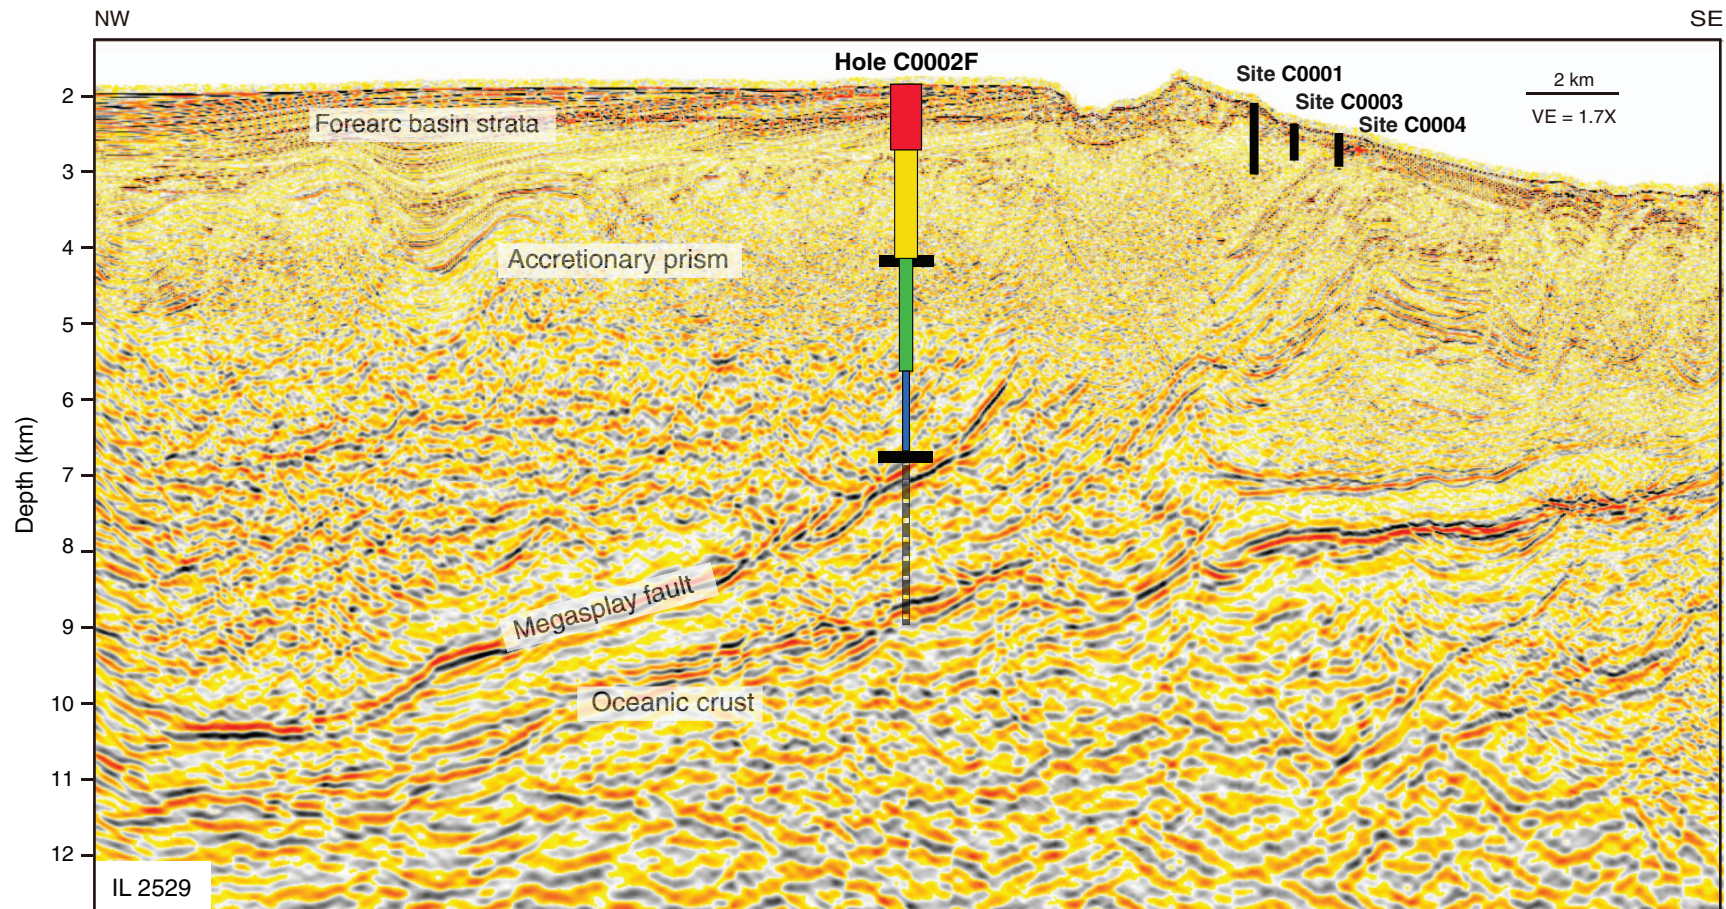 NW
SE
Hole C0002F
Site C0001
Site C0003
Site C0004
2 km
VE = 1.7X
Forearc basin strata
Accretionary prism
Megasplay fault
Oceanic crust
Depth (km)
2
3
4
5
6
7
8
9
10
11
12
IL 2529